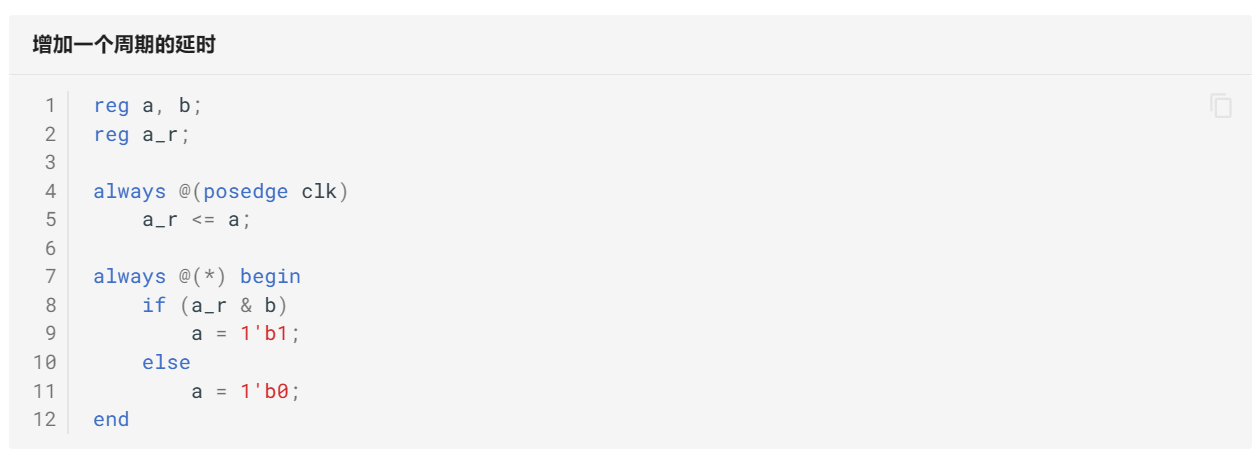 增加一个周期的延时
1 reg a, b;
2 reg a_r;
3
4 always @(posedge clk)
5     a_r <= a;
6
7 always @(*) begin
8     if (a_r & b)
9         a = 1'b1;
10     else
11         a = 1'b0;
12 end